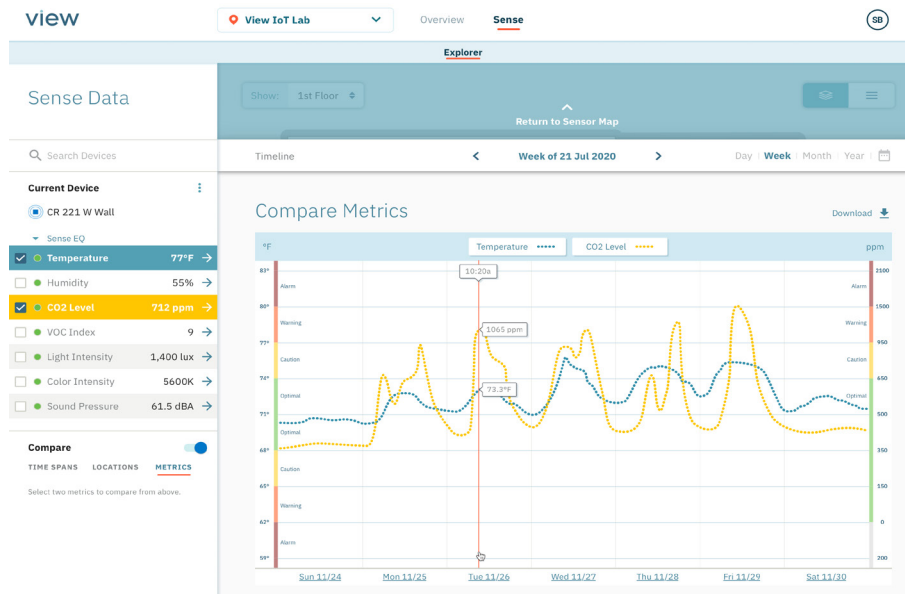 view
View IoT Lab
Overview
Sense
SB
Explorer
Sense Data
Show: 1st Floor
Return to Sensor Map
Search Devices
Timeline
Week of 21 Jul 2020
Day Week Month Year
Current Device
CR 221 W Wall
Sense EQ
Temperature 77°F
Humidity 55%
CO2 Level 712 ppm
VOC Index 9
Light Intensity 1,400 lux
Color Intensity 5600K
Sound Pressure 61.5 dBA
Compare
TIME SPANS LOCATIONS METRICS
Select two metrics to compare from above.
Compare Metrics
Download
°F
Temperature
CO2 Level
ppm
83°
10:20a
2100
Alarm
Alarm
80°
1500
Warning
Warning
1065 ppm
77°
950
Caution
Caution
74°
650
73.3°F
Optimal
Optimal
71°
500
Optimal
68°
350
Caution
65°
150
Warning
62°
0
Alarm
59°
200
Sun 11/24 Mon 11/25 Tue 11/26 Wed 11/27 Thu 11/28 Fri 11/29 Sat 11/30